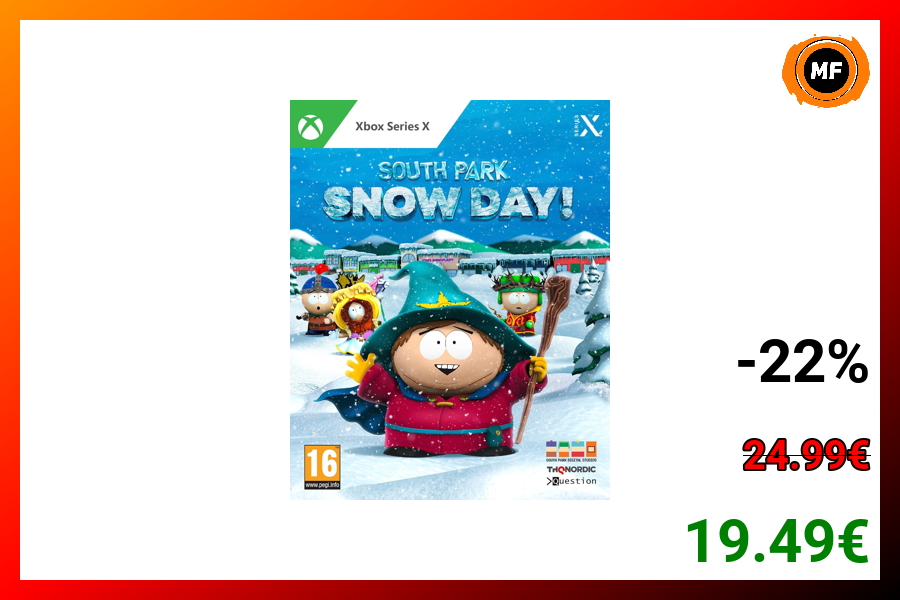 MF
Xbox Series X
SERIES X
SOUTH PARK
SNOW DAY!
-22%
24.99€
19.49€
16
www.pegi.info
SOUTH PARK DIGITAL STUDIOS
THQNORDIC
>Question